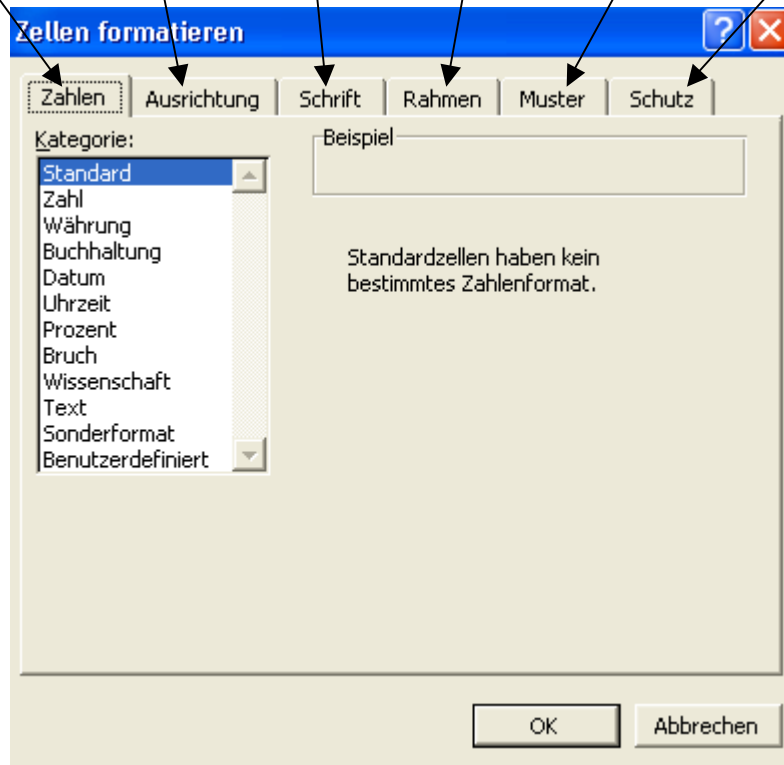 Zellen formatieren
Zahlen Ausrichtung Schrift Rahmen Muster Schutz
Kategorie:
Standard
Zahl
Währung
Buchhaltung
Datum
Uhrzeit
Prozent
Bruch
Wissenschaft
Text
Sonderformat
Benutzerdefiniert
Beispiel
Standardzellen haben kein
bestimmtes Zahlenformat.
OK Abbrechen